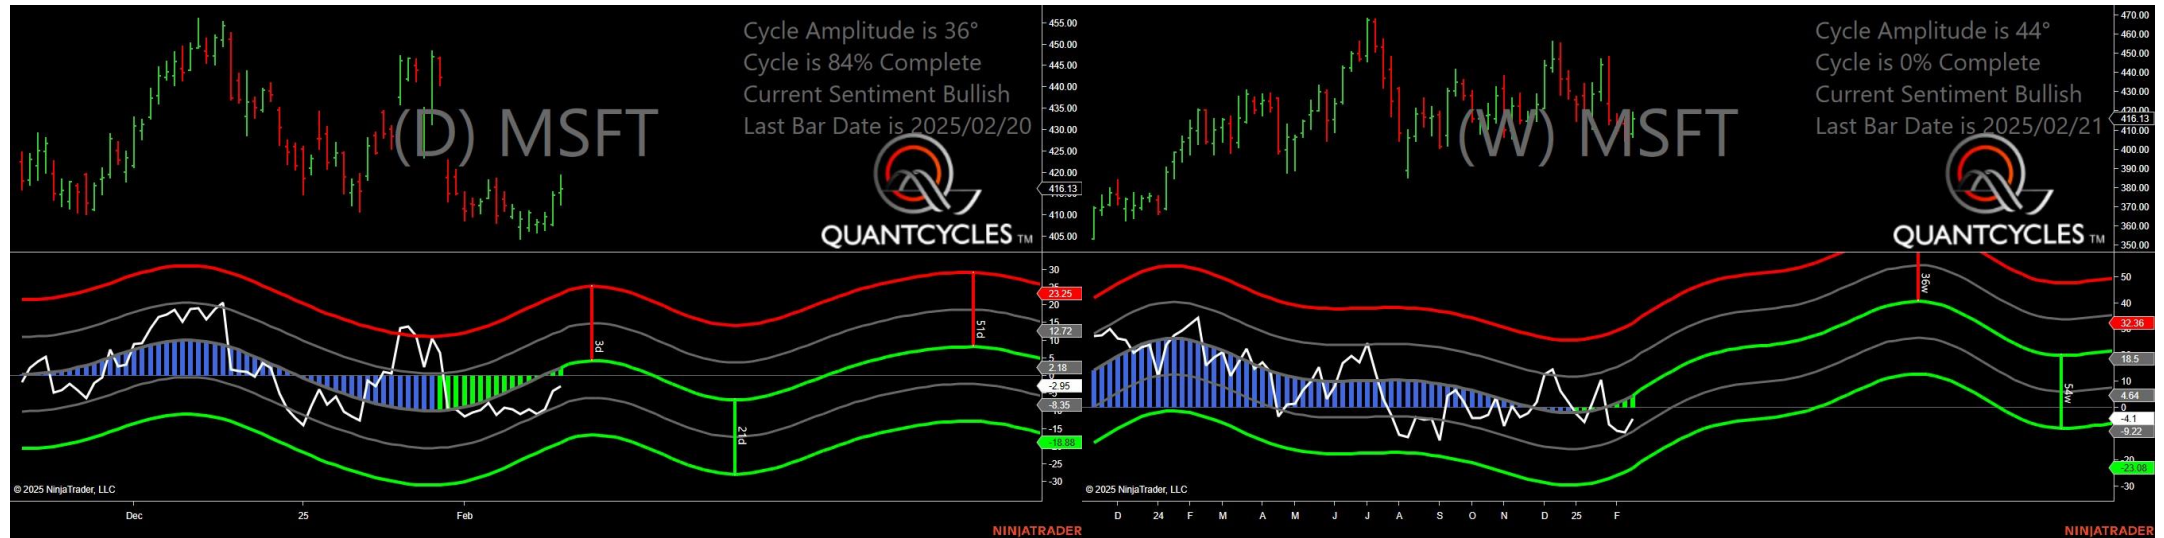 Cycle Amplitude is 36°
Cycle is 84% Complete
Current Sentiment Bullish
Last Bar Date is 2025/02/20
(D) MSFT
QUANTCYCLES TM
455.00
450.00
445.00
440.00
435.00
430.00
425.00
420.00
416.13
410.00
405.00
30
25
23.25
20
15
12.72
10
5
2.18
0
-2.95
-5
-8.35
-15
-18.88
-25
-30
3d
21d
51d
© 2025 NinjaTrader, LLC
Dec
25
Feb
NINJATRADER
Cycle Amplitude is 44°
Cycle is 0% Complete
Current Sentiment Bullish
Last Bar Date is 2025/02/21
(W) MSFT
QUANTCYCLES TM
470.00
460.00
450.00
440.00
430.00
420.00
416.13
410.00
400.00
390.00
380.00
370.00
360.00
350.00
50
40
32.36
18.5
10
4.64
0
-4.1
-9.22
-20
-23.08
-30
36w
54w
© 2025 NinjaTrader, LLC
D
24
F
M
A
M
J
J
A
S
O
N
D
25
F
NINJATRADER